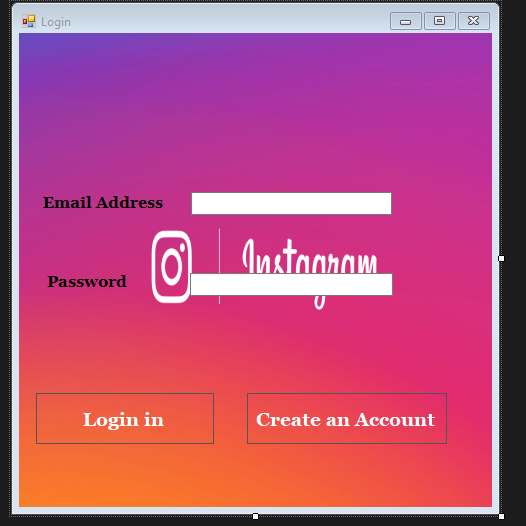 Login
Email Address
Instagram
Password
Login in
Create an Account